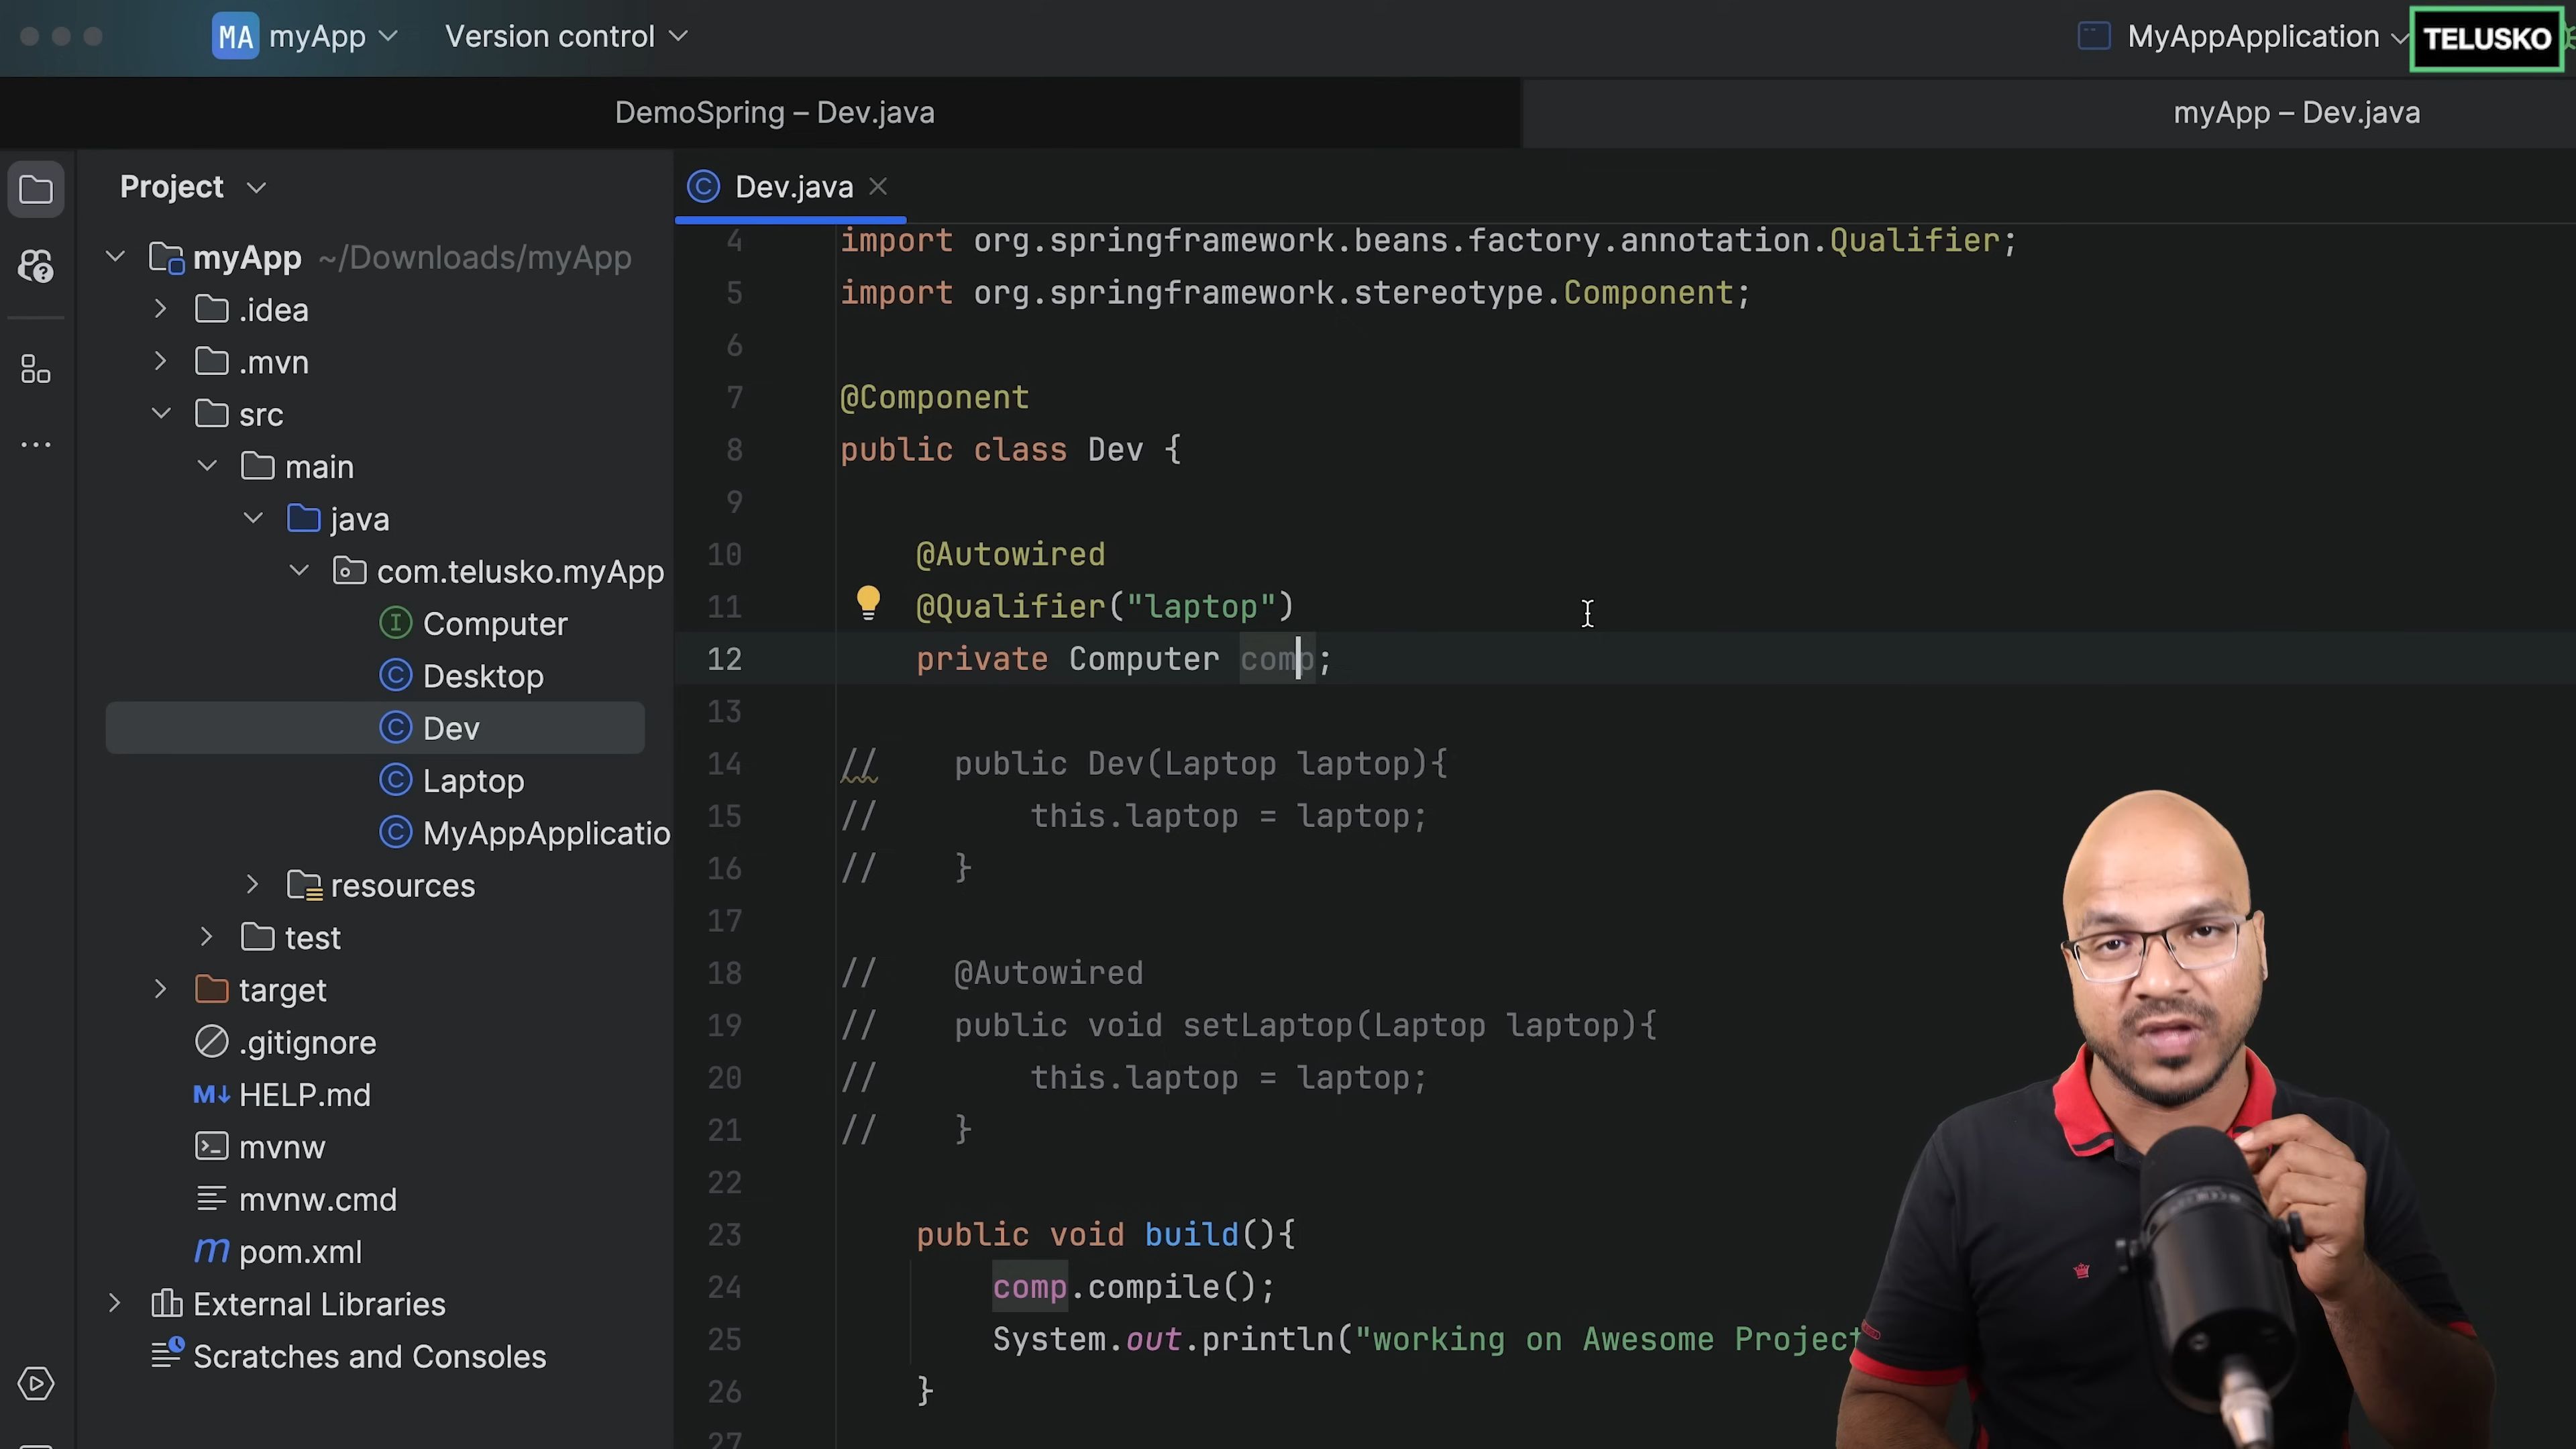 MA myApp Version control MyAppApplication TELUSKO
DemoSpring – Dev.java myApp – Dev.java
Project
myApp ~/Downloads/myApp
.idea
.mvn
src
main
java
com.telusko.myApp
Computer
Desktop
Dev
Laptop
MyAppApplicatio
resources
test
target
.gitignore
HELP.md
mvnw
mvnw.cmd
pom.xml
External Libraries
Scratches and Consoles
Dev.java
4 import org.springframework.beans.factory.annotation.Qualifier;
5 import org.springframework.stereotype.Component;
6
7 @Component
8 public class Dev {
9
10 @Autowired
11 @Qualifier("laptop")
12 private Computer comp;
13
14 // public Dev(Laptop laptop){
15 // this.laptop = laptop;
16 // }
17
18 // @Autowired
19 // public void setLaptop(Laptop laptop){
20 // this.laptop = laptop;
21 // }
22
23 public void build(){
24 comp.compile();
25 System.out.println("working on Awesome Project
26 }
27